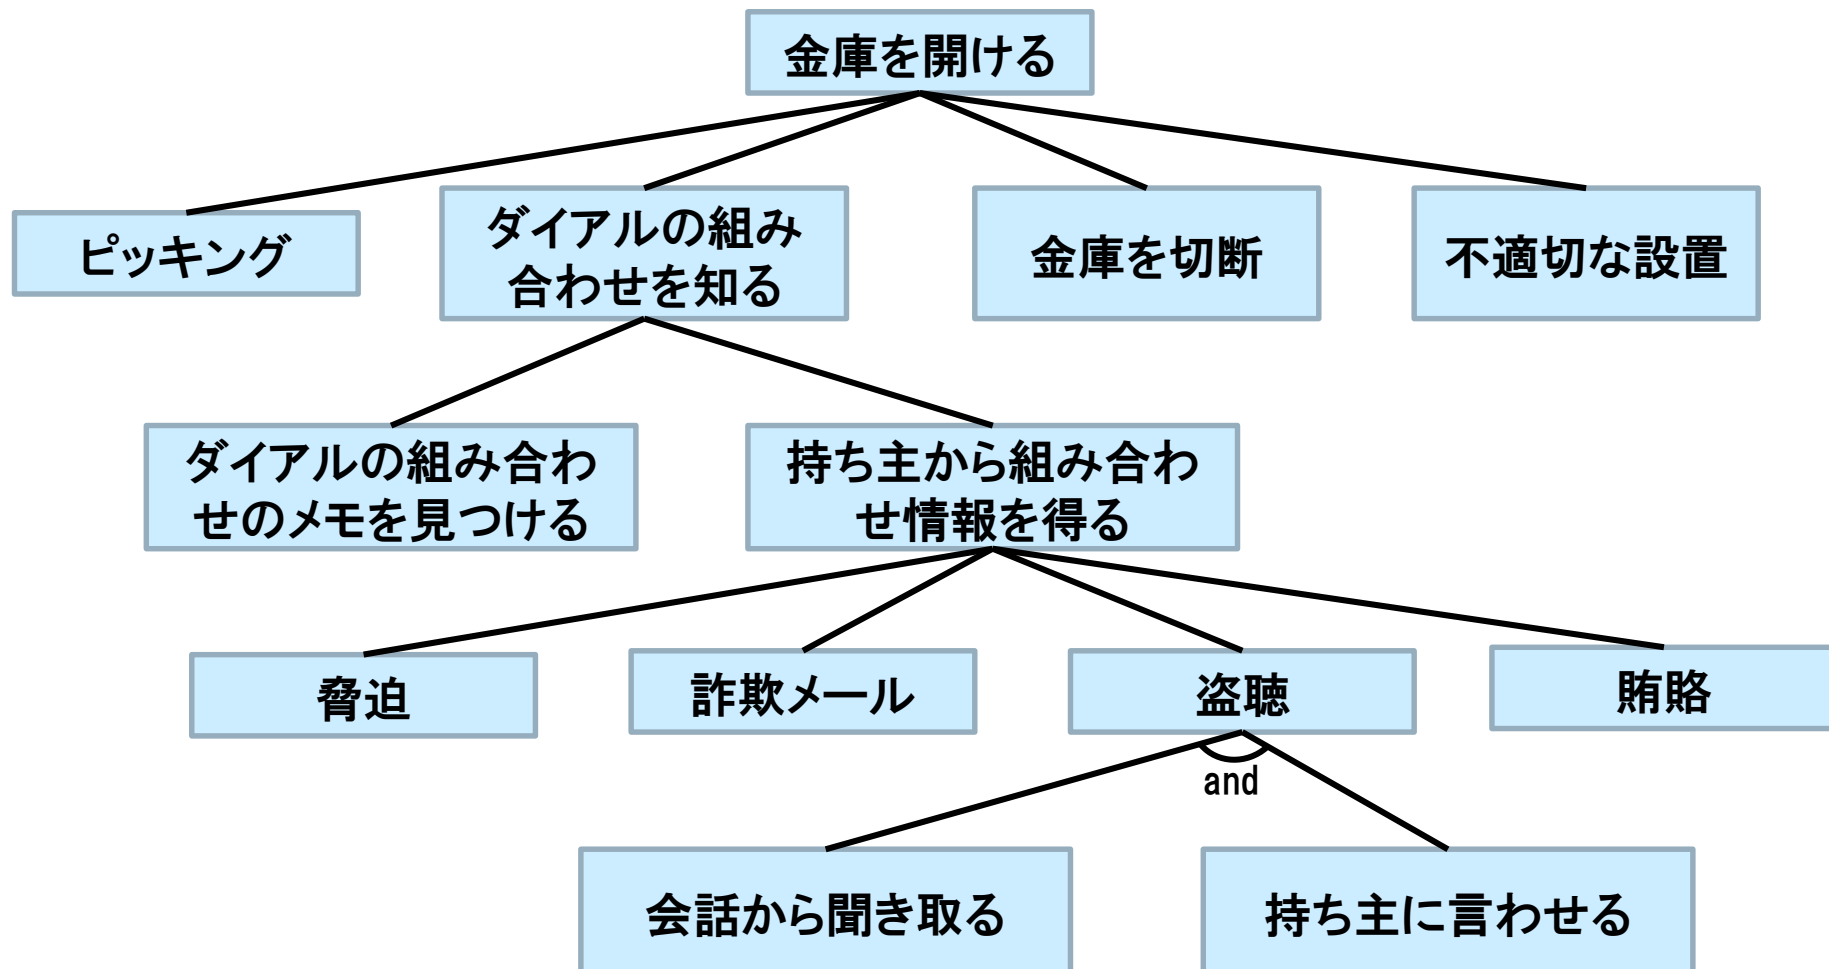 金庫を開ける
ピッキング
ダイアルの組み
合わせを知る
金庫を切断
不適切な設置
ダイアルの組み合わ
せのメモを見つける
持ち主から組み合わ
せ情報を得る
脅迫
詐欺メール
盗聴
賄賂
and
会話から聞き取る
持ち主に言わせる